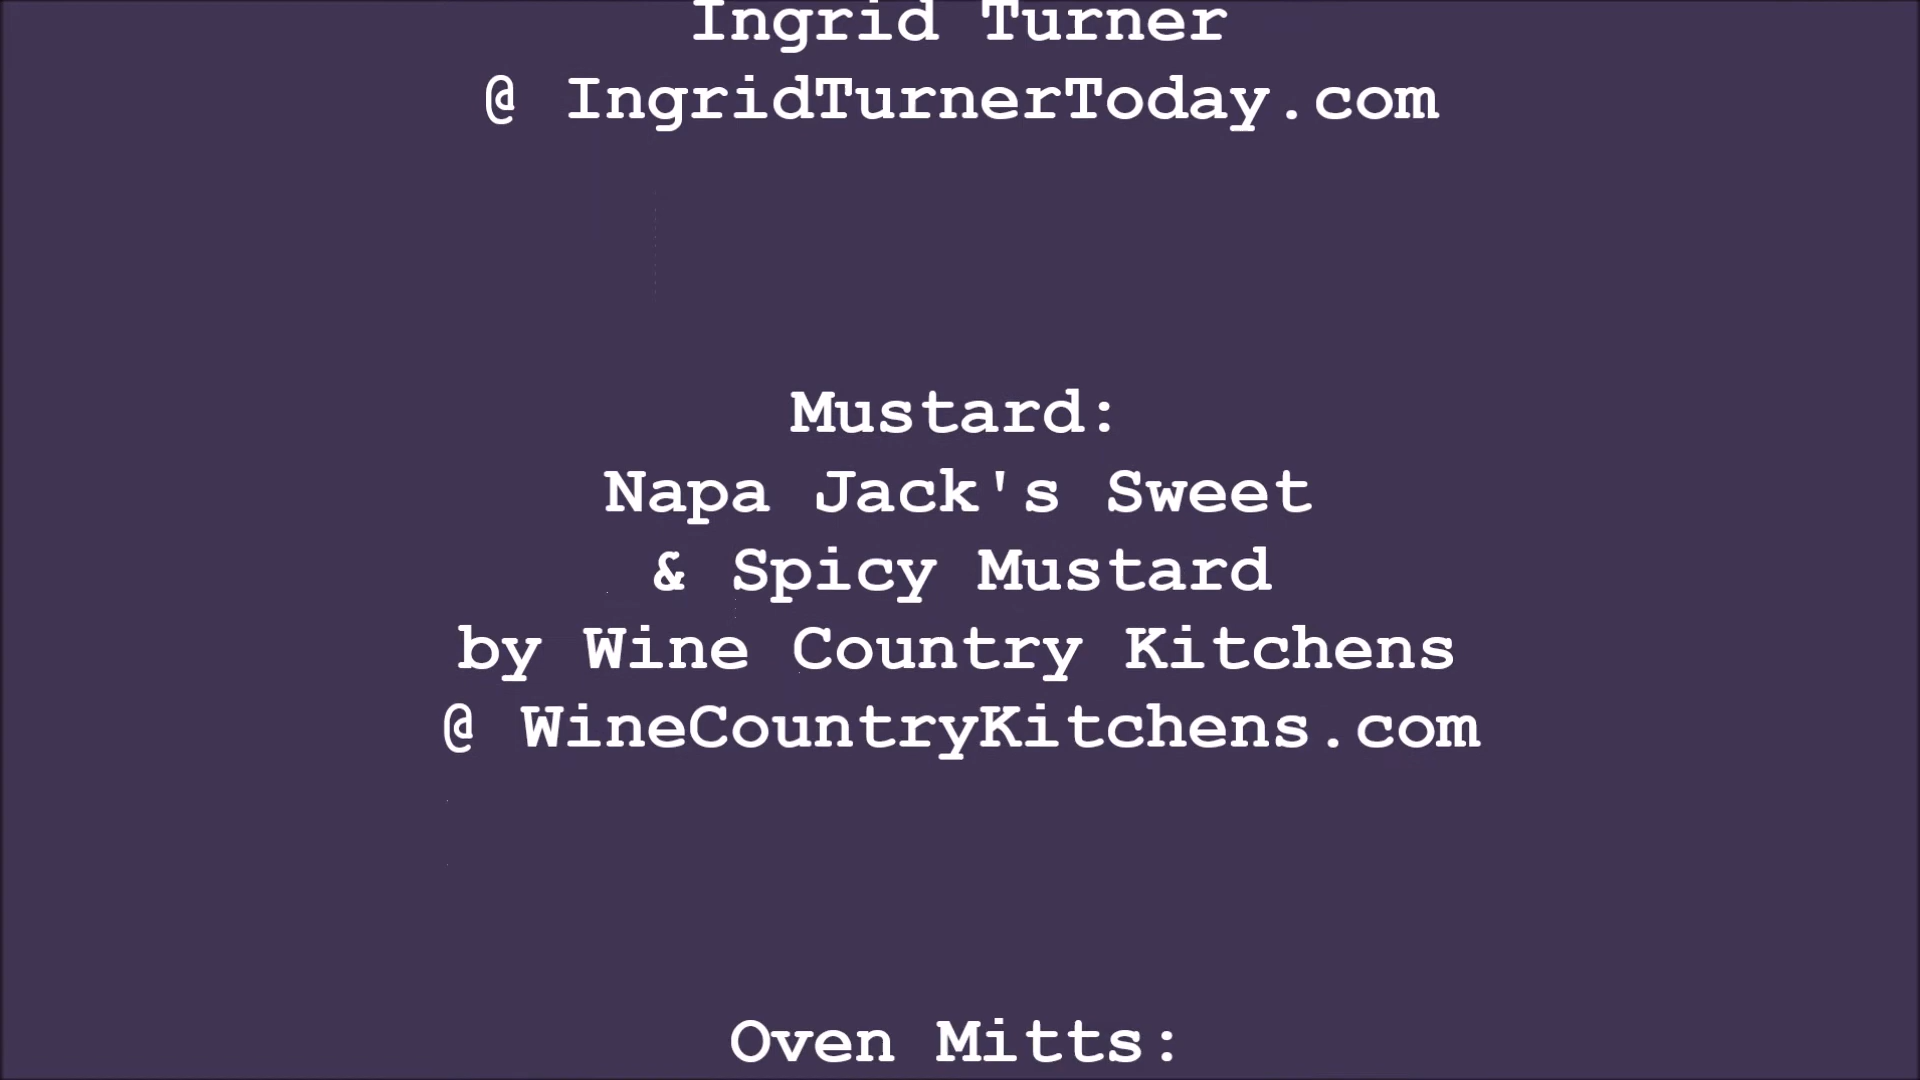 Ingrid Turner
@ IngridTurnerToday.com
Mustard:
Napa Jack's Sweet
& Spicy Mustard
by Wine Country Kitchens
@ WineCountryKitchens.com
Oven Mitts: